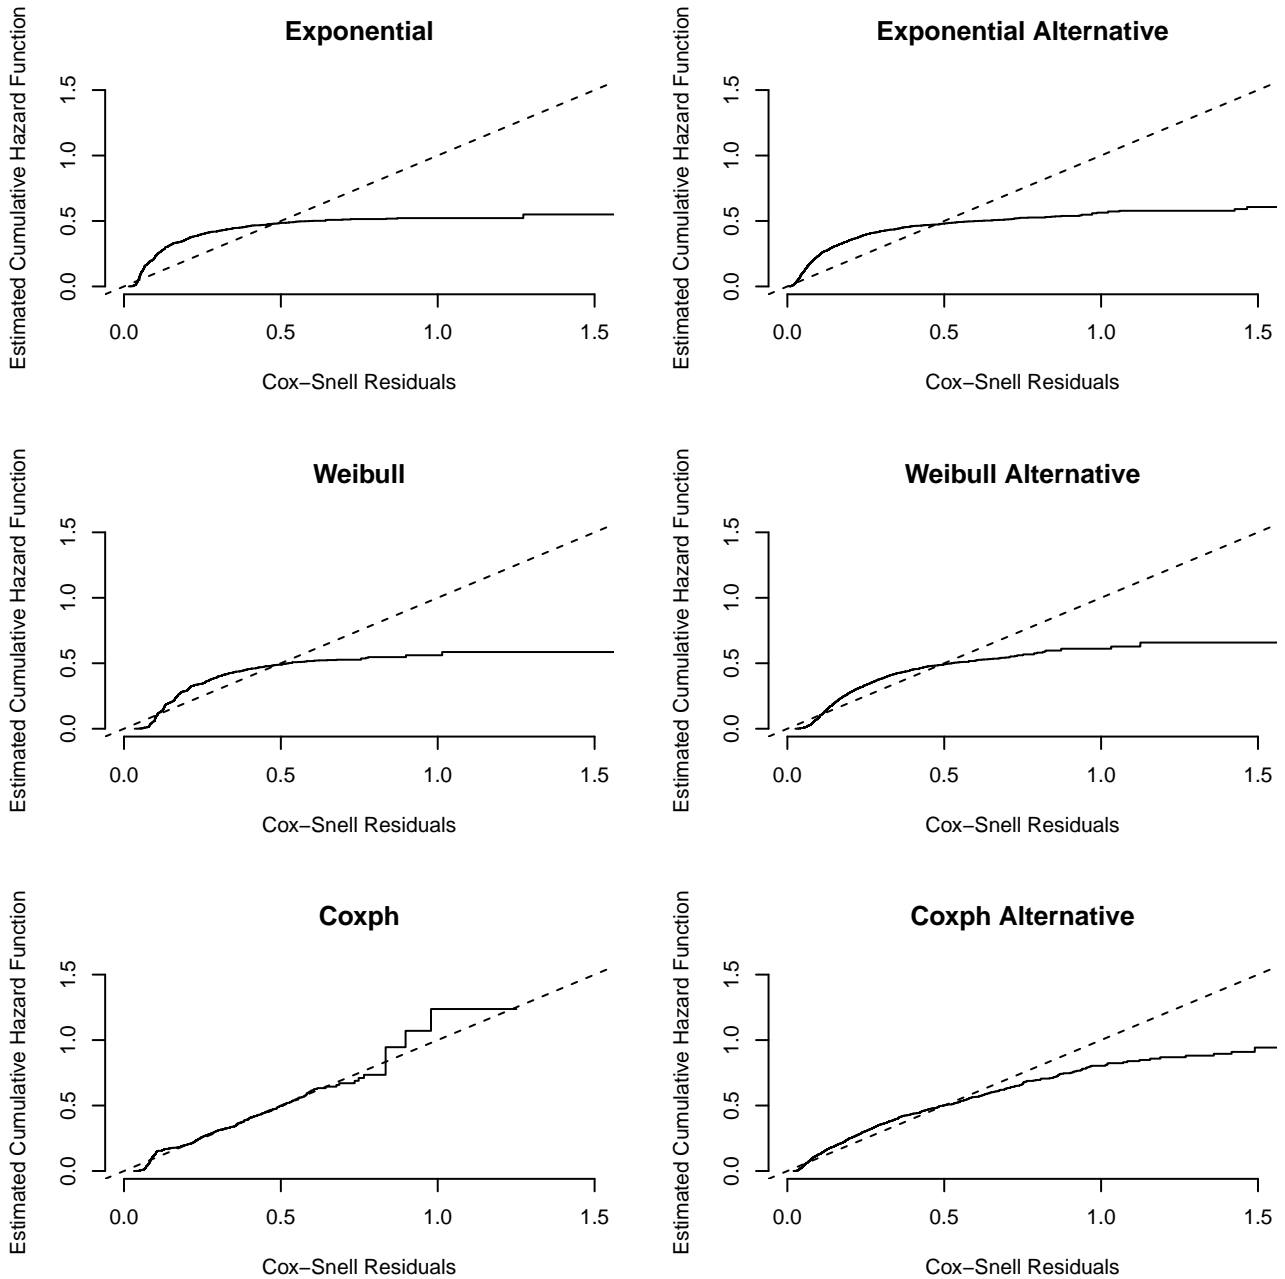 Exponential
Estimated Cumulative Hazard Function
0.0 0.5 1.0 1.5
0.0 0.5 1.0 1.5
Cox−Snell Residuals
Exponential Alternative
Estimated Cumulative Hazard Function
0.0 0.5 1.0 1.5
0.0 0.5 1.0 1.5
Cox−Snell Residuals
Weibull
Estimated Cumulative Hazard Function
0.0 0.5 1.0 1.5
0.0 0.5 1.0 1.5
Cox−Snell Residuals
Weibull Alternative
Estimated Cumulative Hazard Function
0.0 0.5 1.0 1.5
0.0 0.5 1.0 1.5
Cox−Snell Residuals
Coxph
Estimated Cumulative Hazard Function
0.0 0.5 1.0 1.5
0.0 0.5 1.0 1.5
Cox−Snell Residuals
Coxph Alternative
Estimated Cumulative Hazard Function
0.0 0.5 1.0 1.5
0.0 0.5 1.0 1.5
Cox−Snell Residuals